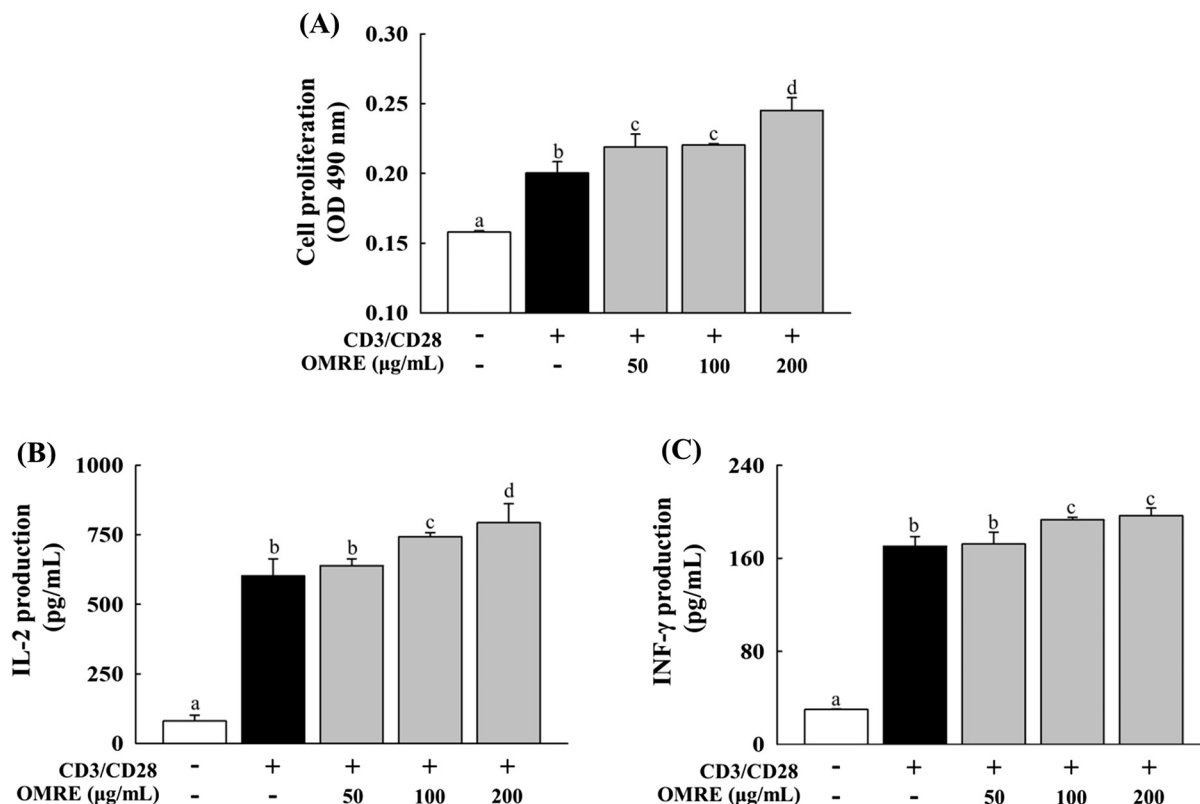 (A)
Cell proliferation
(OD 490 nm)
0.30
0.25
0.20
0.15
0.10
a
b
c
c
d
CD3/CD28 - + + + +
OMRE (μg/mL) - - 50 100 200
(B)
IL-2 production
(pg/mL)
1000
750
500
250
0
a
b
b
c
d
CD3/CD28 - + + + +
OMRE (μg/mL) - - 50 100 200
(C)
INF-γ production
(pg/mL)
240
160
80
0
a
b
b
c
c
CD3/CD28 - + + + +
OMRE (μg/mL) - - 50 100 200